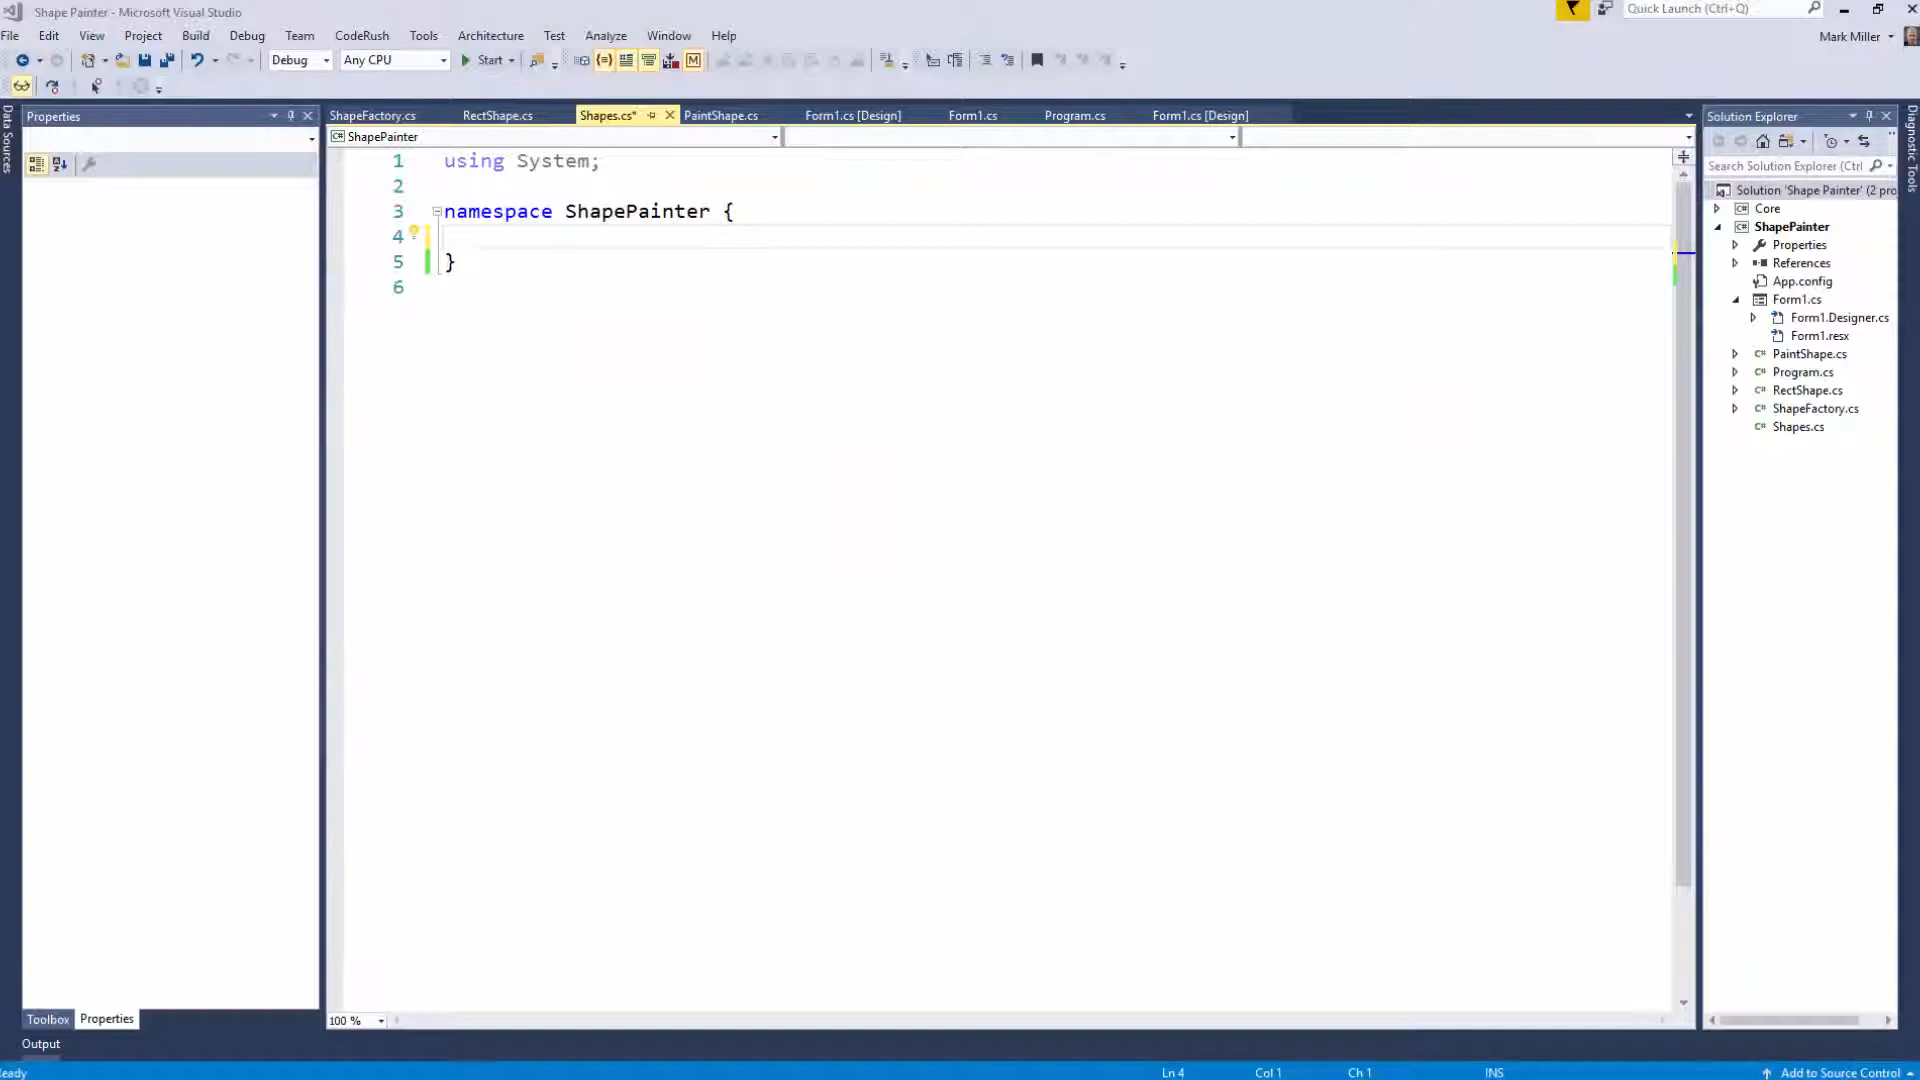 Shape Painter - Microsoft Visual Studio
Quick Launch (Ctrl+Q)
File Edit View Project Build Debug Team CodeRush Tools Architecture Test Analyze Window Help
Mark Miller
Debug Any CPU Start
Data Sources
Properties
ShapeFactory.cs RectShape.cs Shapes.cs* PaintShape.cs Form1.cs [Design] Form1.cs Program.cs Form1.cs [Design]
Solution Explorer
Diagnostic Tools
C# ShapePainter
Search Solution Explorer (Ctrl
1 using System;
2
3 namespace ShapePainter {
4
5 }
6
Solution 'Shape Painter' (2 pro
C# Core
C# ShapePainter
Properties
References
App.config
Form1.cs
Form1.Designer.cs
Form1.resx
C# PaintShape.cs
C# Program.cs
C# RectShape.cs
C# ShapeFactory.cs
C# Shapes.cs
100 %
Toolbox Properties
Output
eady
Ln 4 Col 1 Ch 1 INS
Add to Source Control